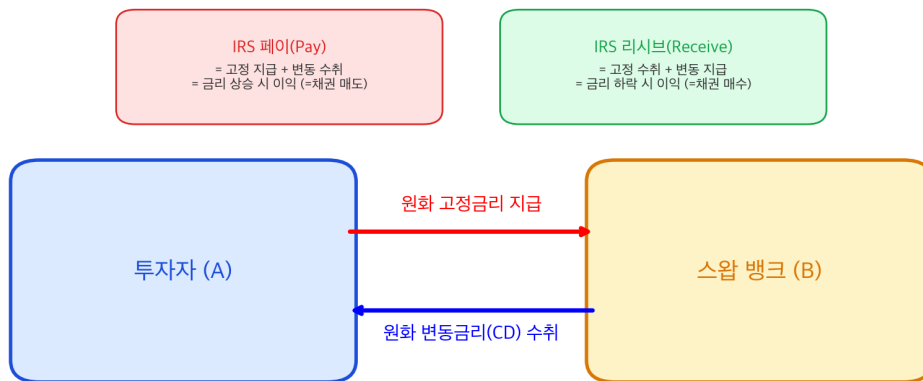 IRS 페이(Pay)
= 고정 지급 + 변동 수취
= 금리 상승 시 이익 (=채권 매도)
IRS 리시브(Receive)
= 고정 수취 + 변동 지급
= 금리 하락 시 이익 (=채권 매수)
원화 고정금리 지급
투자자 (A)
스왑 뱅크 (B)
원화 변동금리(CD) 수취